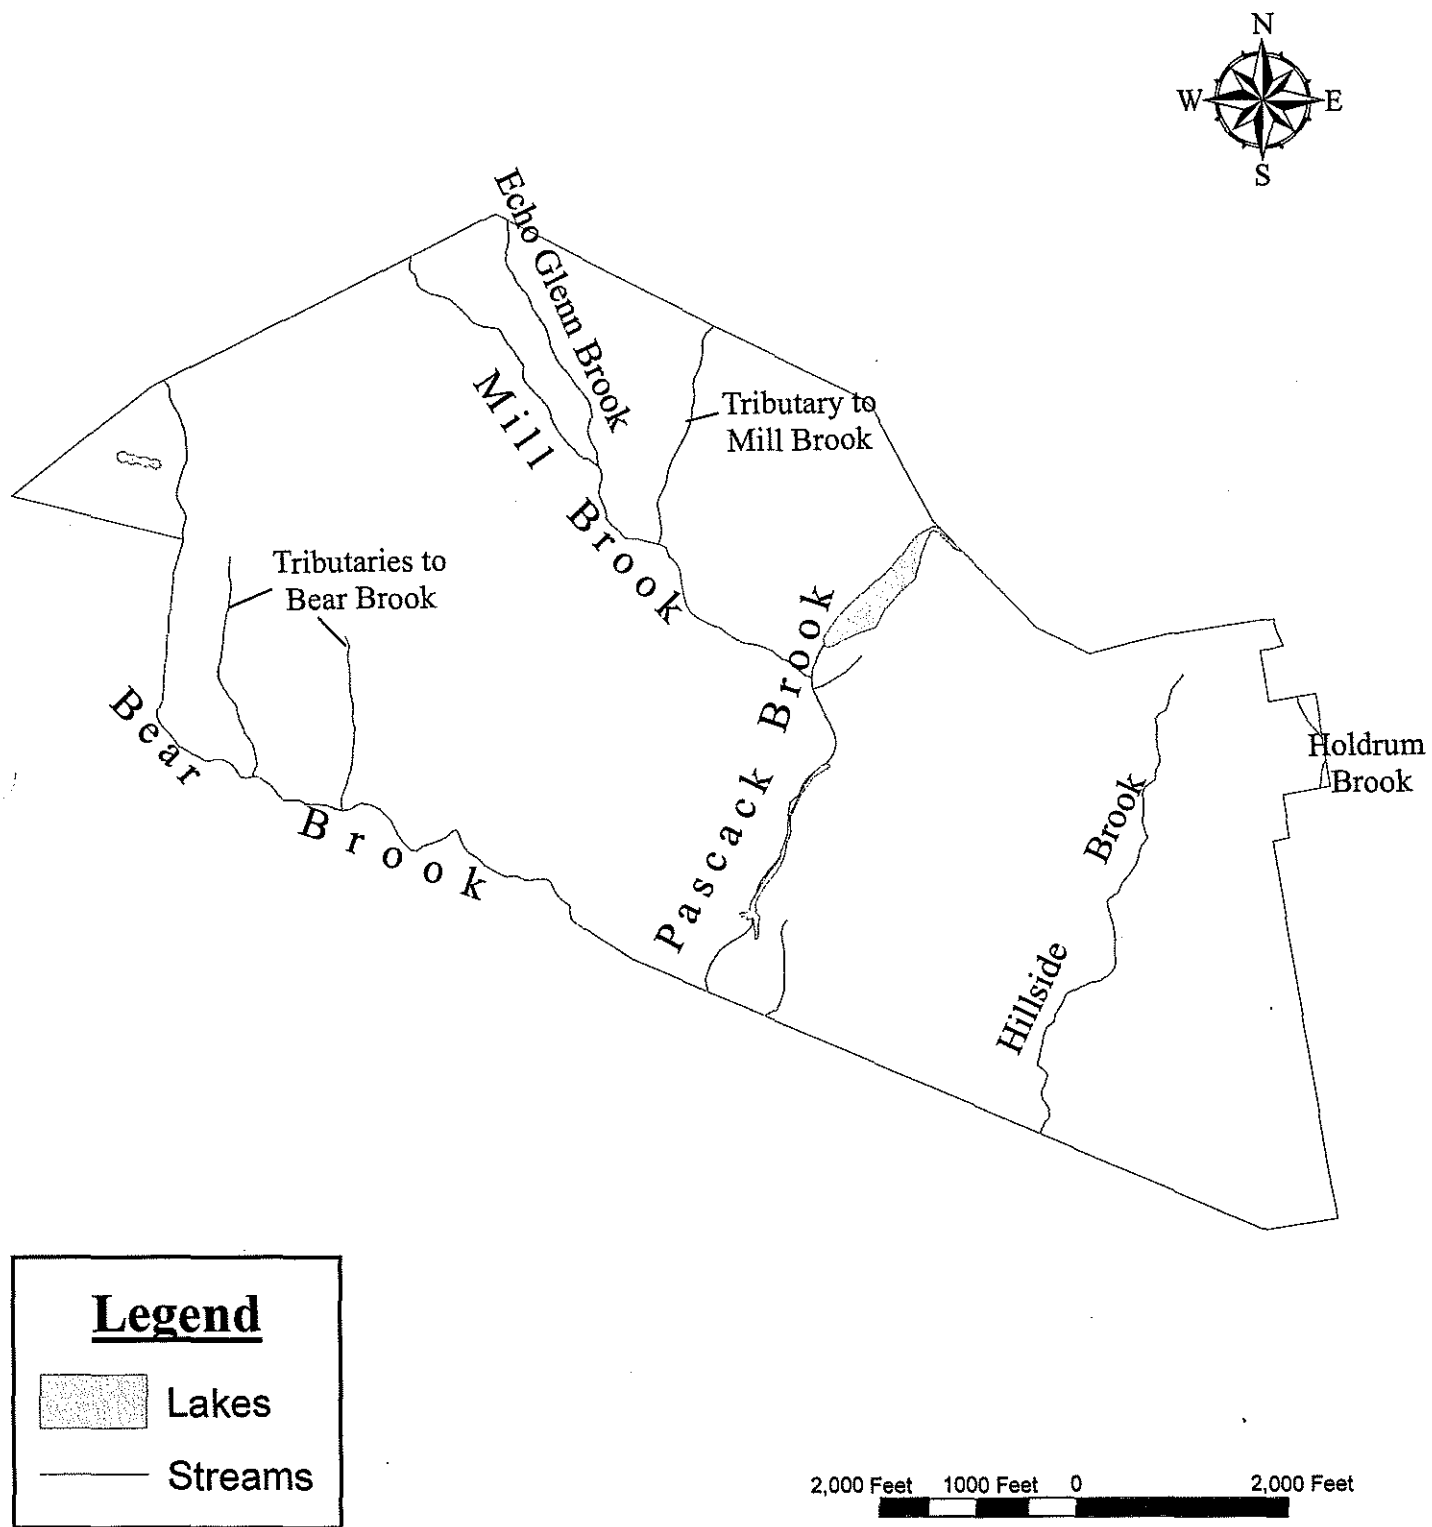 N
W E
S
Echo Glenn Brook
Mill Brook
Tributary to
Mill Brook
Tributaries to
Bear Brook
Bear Brook
Pascack Brook
Hillside Brook
Holdrum
Brook
Legend
Lakes
Streams
2,000 Feet 1000 Feet 0 2,000 Feet